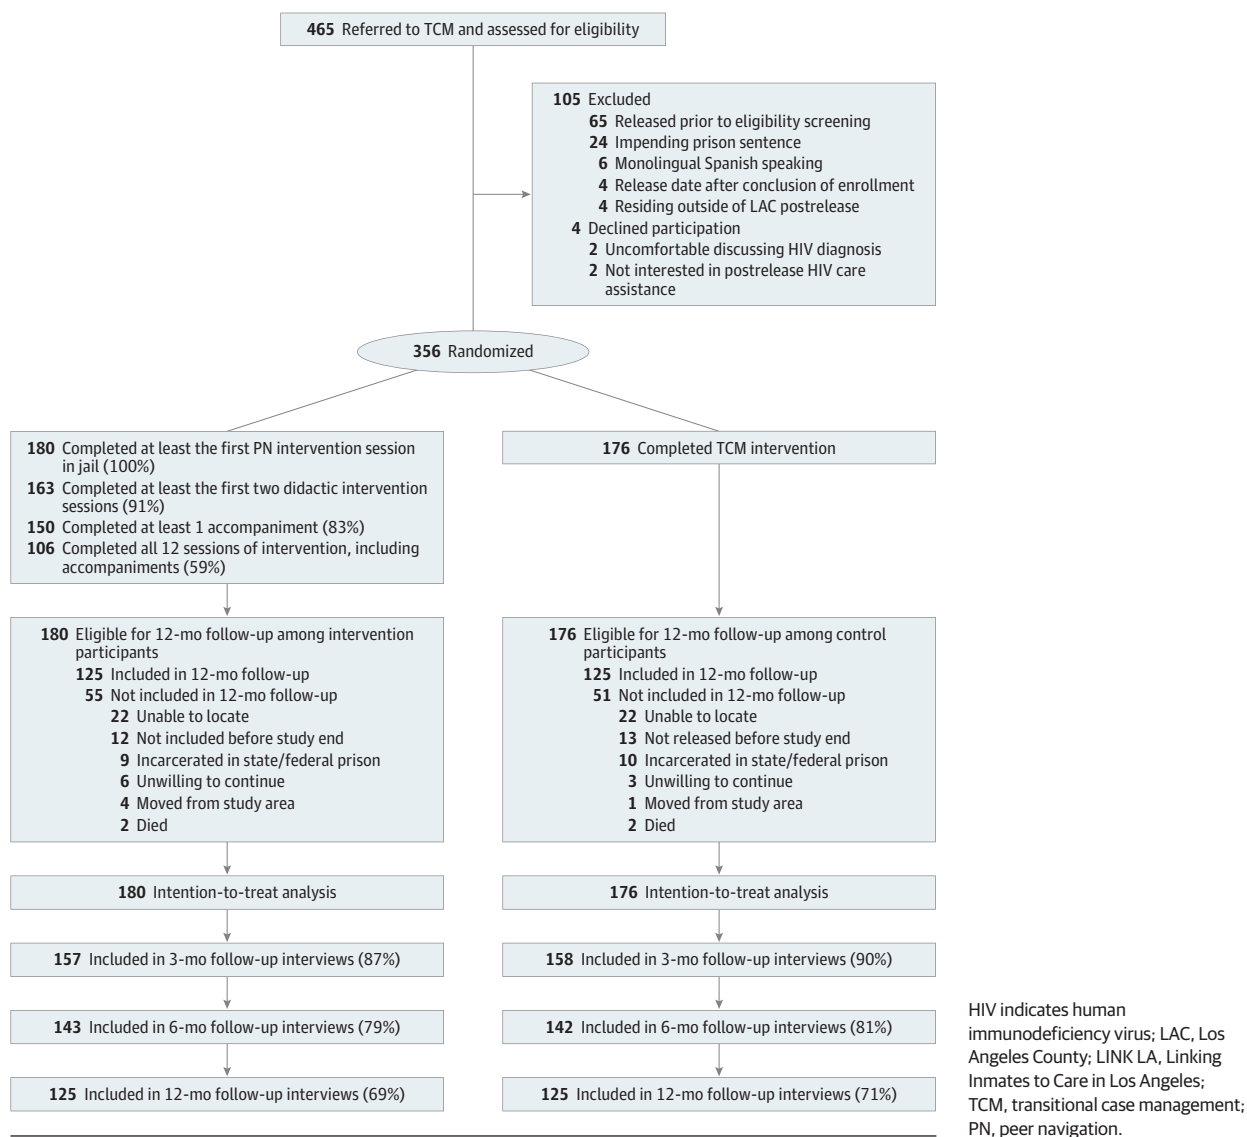 465 Referred to TCM and assessed for eligibility
105 Excluded
65 Released prior to eligibility screening
24 Impending prison sentence
6 Monolingual Spanish speaking
4 Release date after conclusion of enrollment
4 Residing outside of LAC postrelease
4 Declined participation
2 Uncomfortable discussing HIV diagnosis
2 Not interested in postrelease HIV care
assistance
356 Randomized
180 Completed at least the first PN intervention session
in jail (100%)
163 Completed at least the first two didactic intervention
sessions (91%)
150 Completed at least 1 accompaniment (83%)
106 Completed all 12 sessions of intervention, including
accompaniments (59%)
176 Completed TCM intervention
180 Eligible for 12-mo follow-up among intervention
participants
125 Included in 12-mo follow-up
55 Not included in 12-mo follow-up
22 Unable to locate
12 Not included before study end
9 Incarcerated in state/federal prison
6 Unwilling to continue
4 Moved from study area
2 Died
176 Eligible for 12-mo follow-up among control
participants
125 Included in 12-mo follow-up
51 Not included in 12-mo follow-up
22 Unable to locate
13 Not released before study end
10 Incarcerated in state/federal prison
3 Unwilling to continue
1 Moved from study area
2 Died
180 Intention-to-treat analysis
176 Intention-to-treat analysis
157 Included in 3-mo follow-up interviews (87%)
158 Included in 3-mo follow-up interviews (90%)
143 Included in 6-mo follow-up interviews (79%)
142 Included in 6-mo follow-up interviews (81%)
125 Included in 12-mo follow-up interviews (69%)
125 Included in 12-mo follow-up interviews (71%)
HIV indicates human
immunodeficiency virus; LAC, Los
Angeles County; LINK LA, Linking
Inmates to Care in Los Angeles;
TCM, transitional case management;
PN, peer navigation.